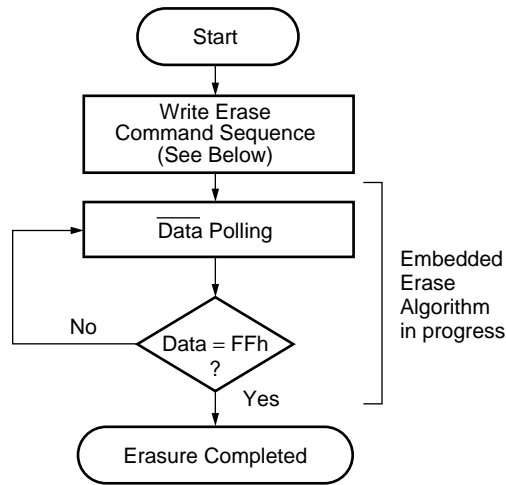 Start
Write Erase
Command Sequence
(See Below)
Data Polling
Embedded
Erase
Algorithm
in progress
No
Data = FFh
?
Yes
Erasure Completed